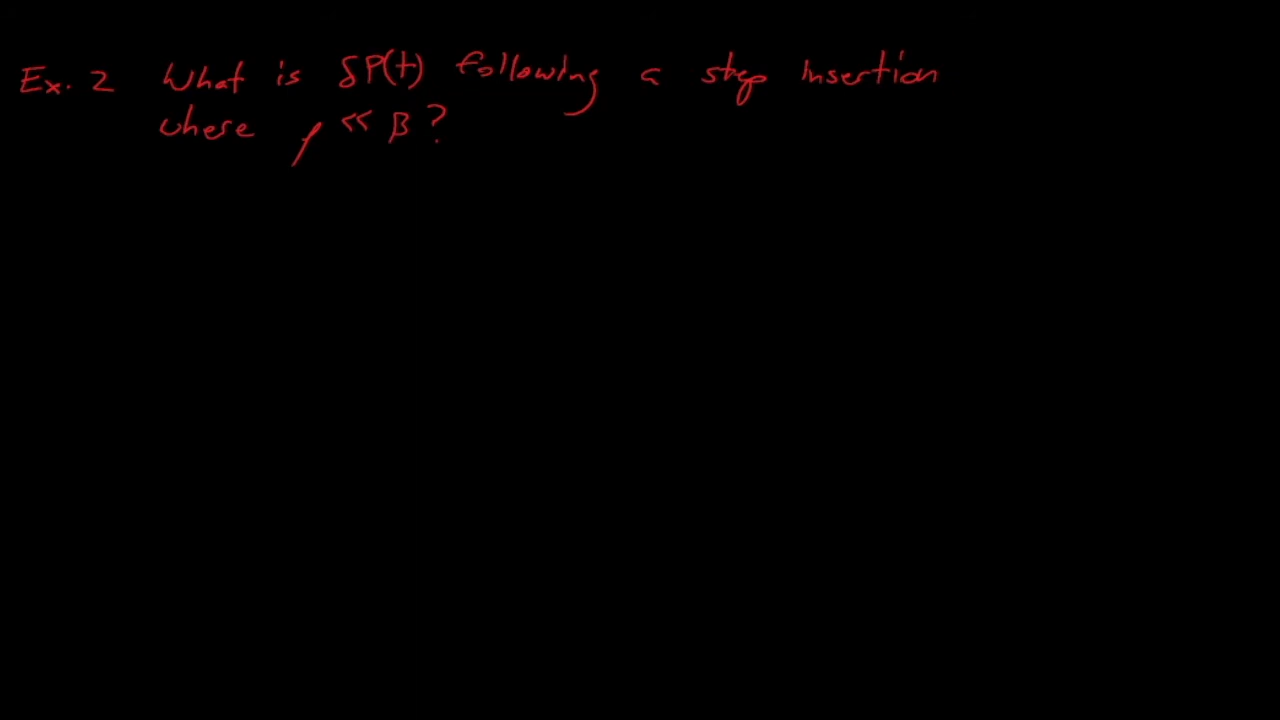 Ex. 2 What is δP(t) following a step insertion
where ρ << β?